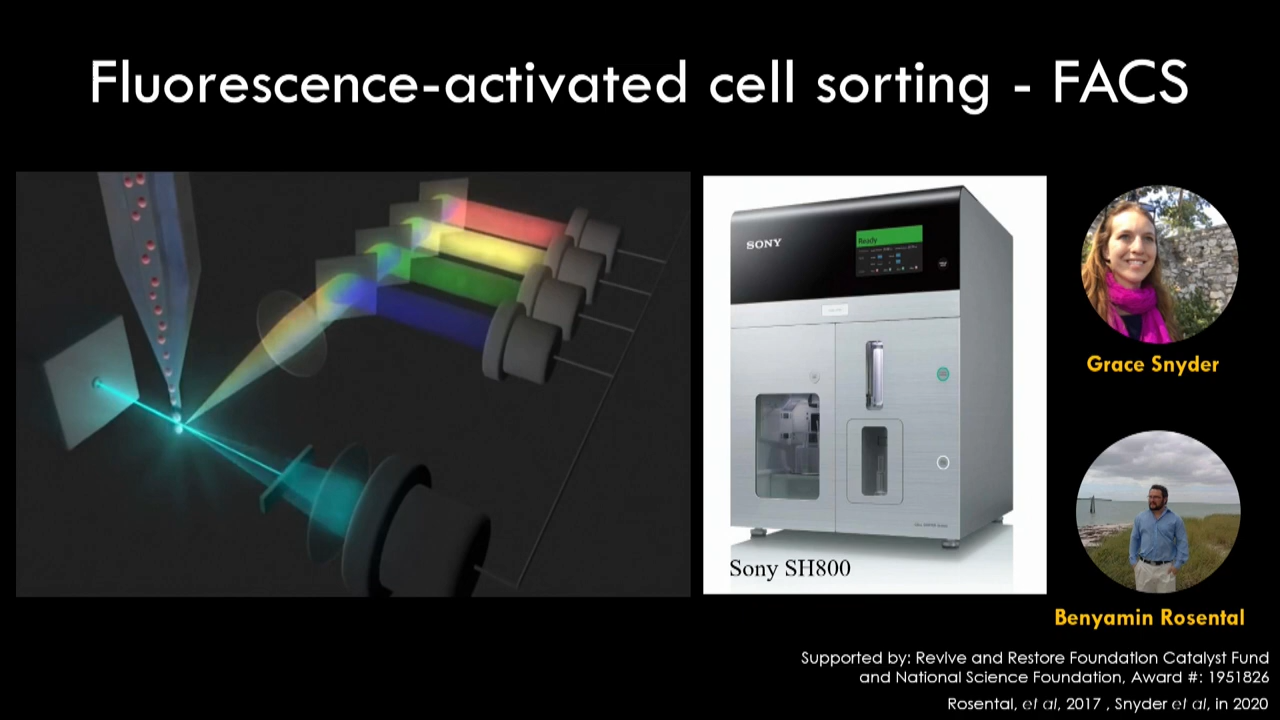 Fluorescence-activated cell sorting - FACS
SONY
Ready
Sony SH800
Grace Snyder
Benyamin Rosental
Supported by: Revive and Restore Foundation Catalyst Fund
and National Science Foundation, Award #: 1951826
Rosental, et al, 2017 , Snyder et al, in 2020